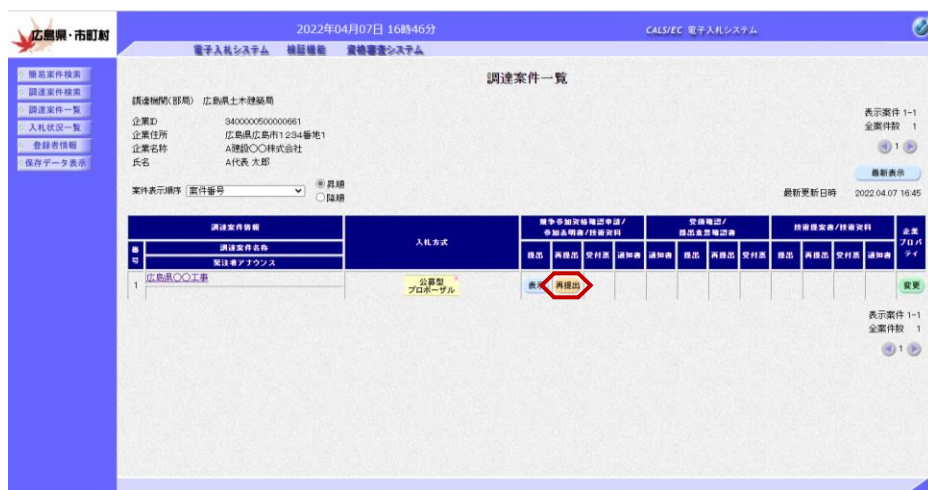 広島県・市町村
2022年04月07日 16時46分
CALS/EC 電子入札システム
電子入札システム 検証機能 資格審査システム
簡易案件検索
調達案件検索
調達案件一覧
入札状況一覧
登録者情報
保存データ表示
調達案件一覧
調達機関(部局) 広島県土木建築局
企業ID 3400000500000661
企業住所 広島県広島市1234番地1
企業名称 A建設〇〇株式会社
氏名 A代表 太郎
表示案件 1-1
全案件数 1
1
最新表示
案件表示順序 案件番号
昇順
降順
最新更新日時 2022.04.07 16:45
調達案件情報
入札方式
競争参加資格確認申請/
参加表明書/技術資料
受領確認/
提出意思確認書
技術提案書/技術資料
企業
プロパ
ティ
番
号
調達案件名称
発注者アナウンス
提出 再提出 受付票 通知書 通知書 提出 再提出 受付票 提出 再提出 受付票 通知書
1 広島県〇〇工事
公募型
プロポーザル
表示 再提出
変更
表示案件 1-1
全案件数 1
1